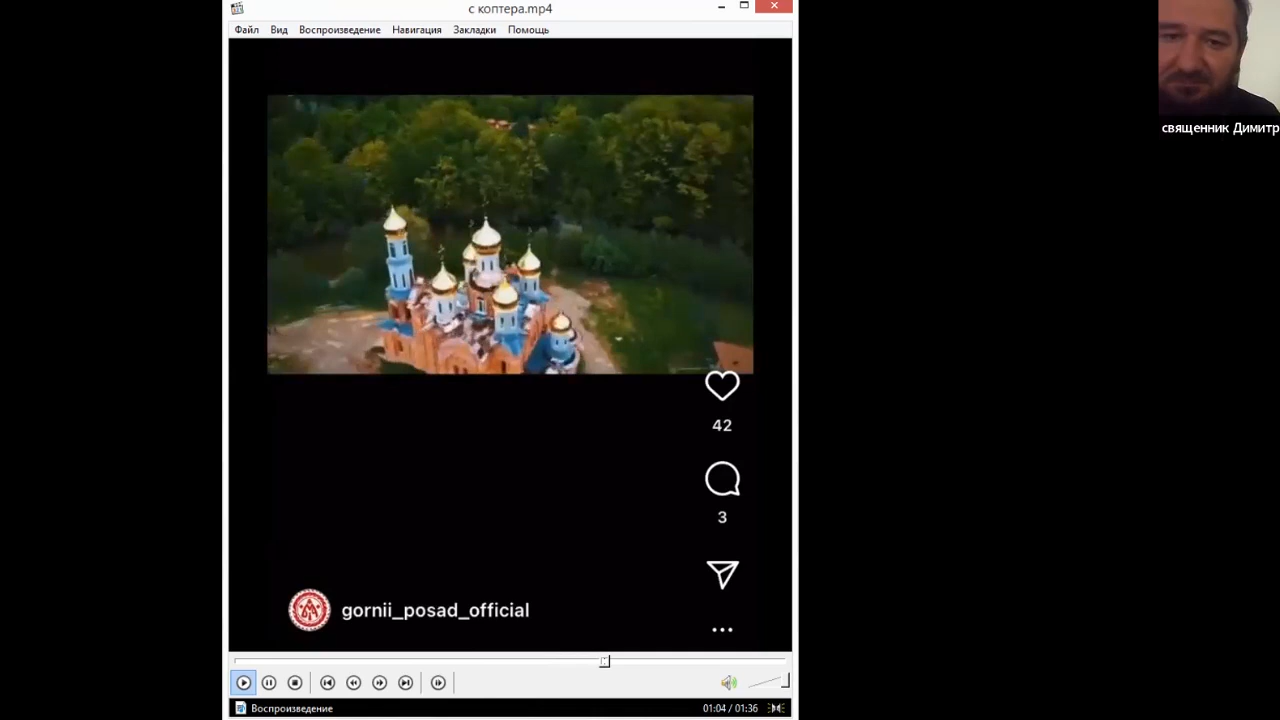 с коптера.mp4
Файл Вид Воспроизведение Навигация Закладки Помощь
священник Димитр
42
3
gornii_posad_official
Воспроизведение
01:04 / 01:36